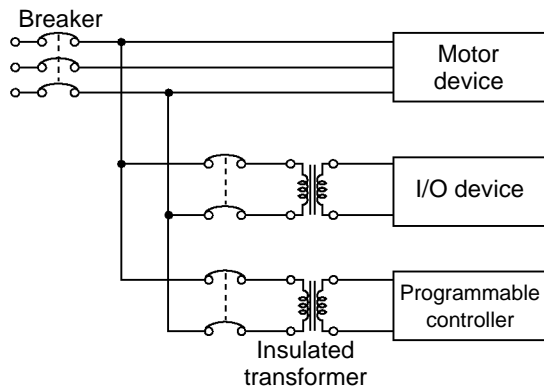 Breaker
Motor
device
I/O device
Programmable
controller
Insulated
transformer